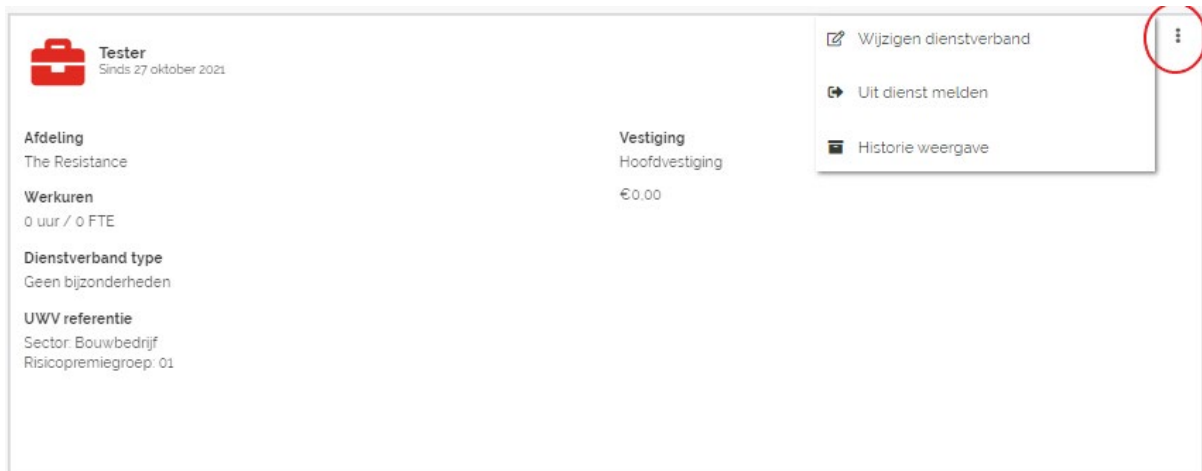 Tester
Sinds 27 oktober 2021
Wijzigen dienstverband
Uit dienst melden
Historie weergave
Afdeling
The Resistance
Werkuren
0 uur / 0 FTE
Dienstverband type
Geen bijzonderheden
UWV referentie
Sector: Bouwbedrijf
Risicopremiegroep: 01
Vestiging
Hoofdvestiging
€0,00